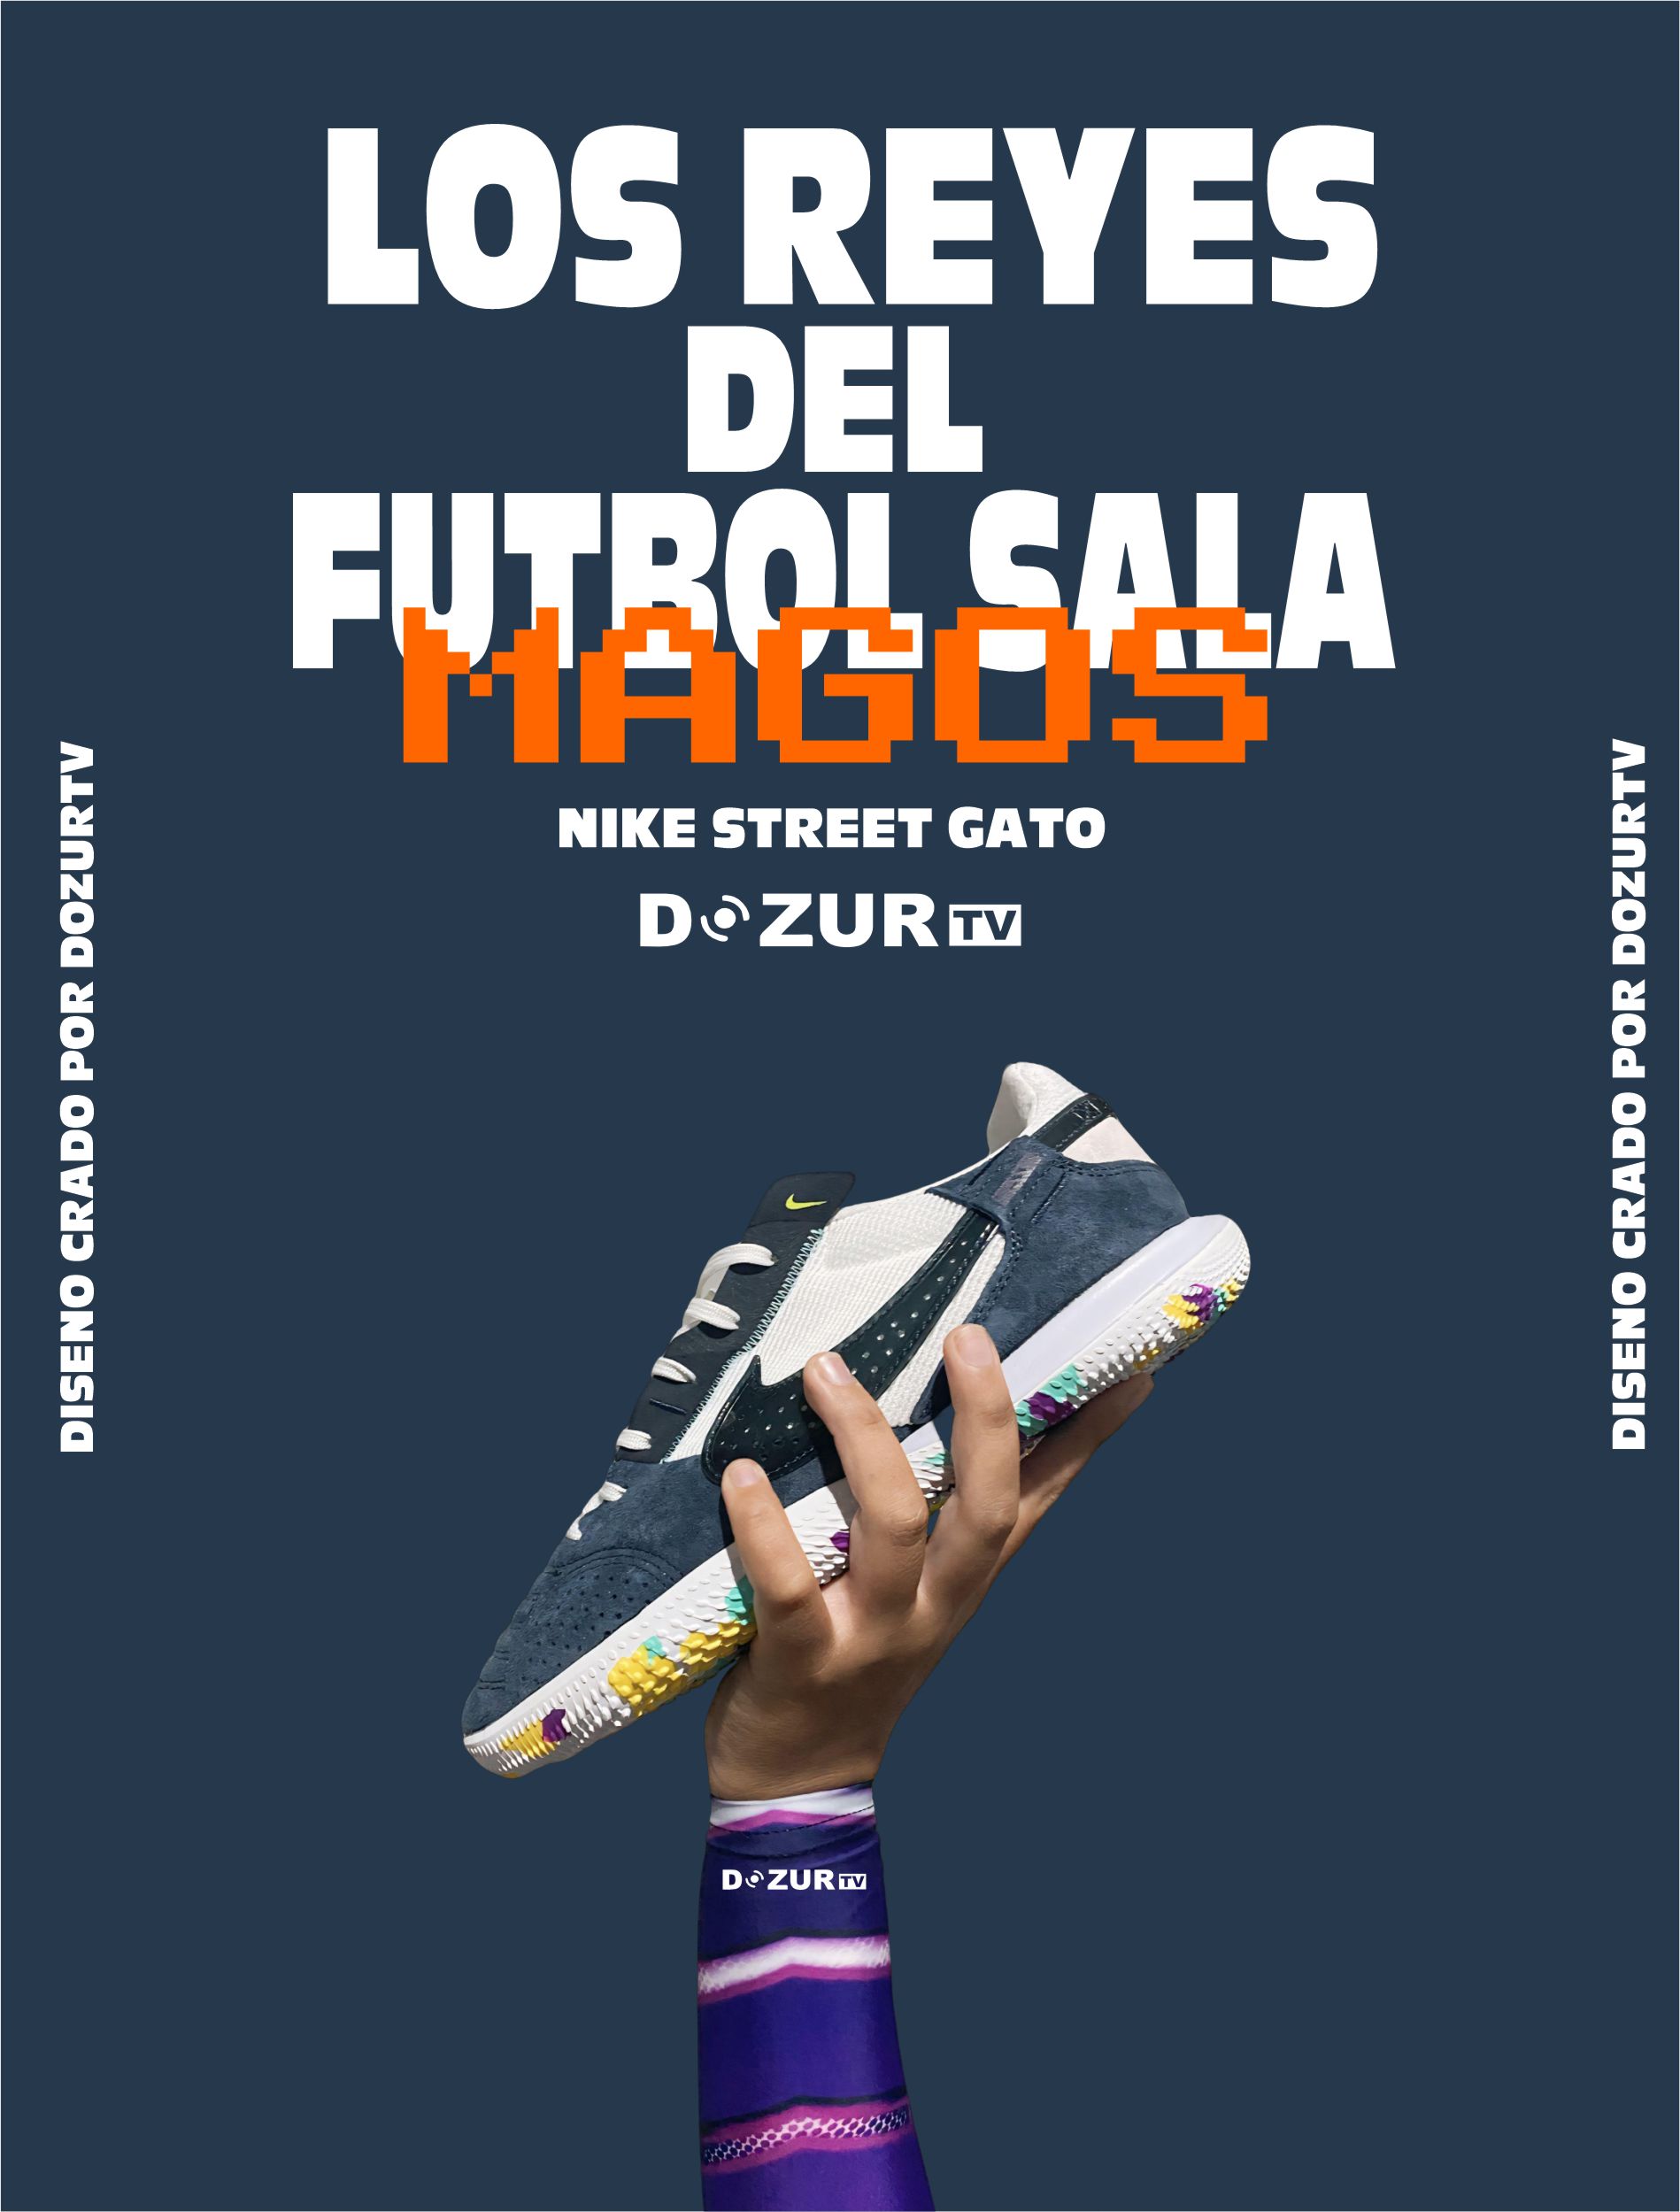 LOS REYES
DEL
FUTBOL SALA
MAGOS
NIKE STREET GATO
DOZUR TV
DISENO CRADO POR DOZURTV
DISENO CRADO POR DOZURTV
DOZUR TV